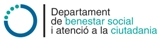 Departament
de benestar social
i atenció a la ciutadania